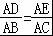 AD/AB = AE/AC